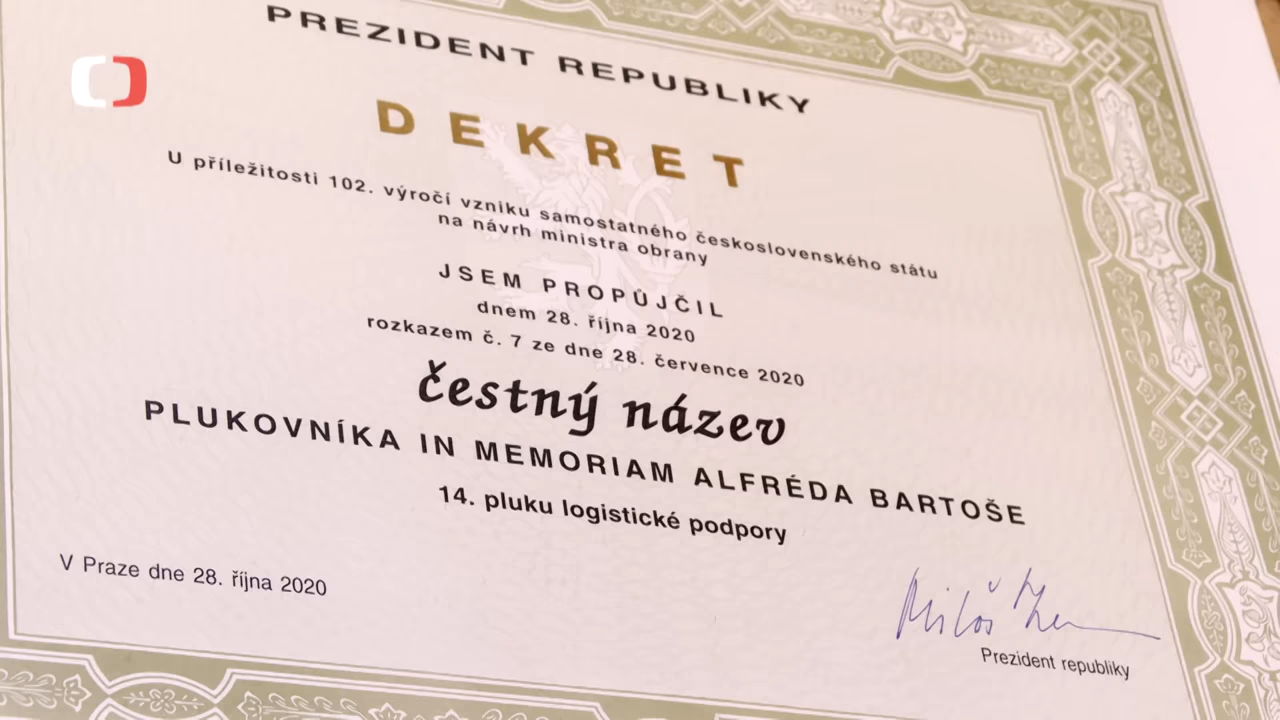 PREZIDENT REPUBLIKY
DEKRET
U příležitosti 102. výročí vzniku samostatného československého státu
na návrh ministra obrany
JSEM PROPŮJČIL
dnem 28. října 2020
rozkazem č. 7 ze dne 28. července 2020
čestný název
PLUKOVNÍKA IN MEMORIAM ALFRÉDA BARTOŠE
14. pluku logistické podpory
V Praze dne 28. října 2020
Miloš
Prezident republiky